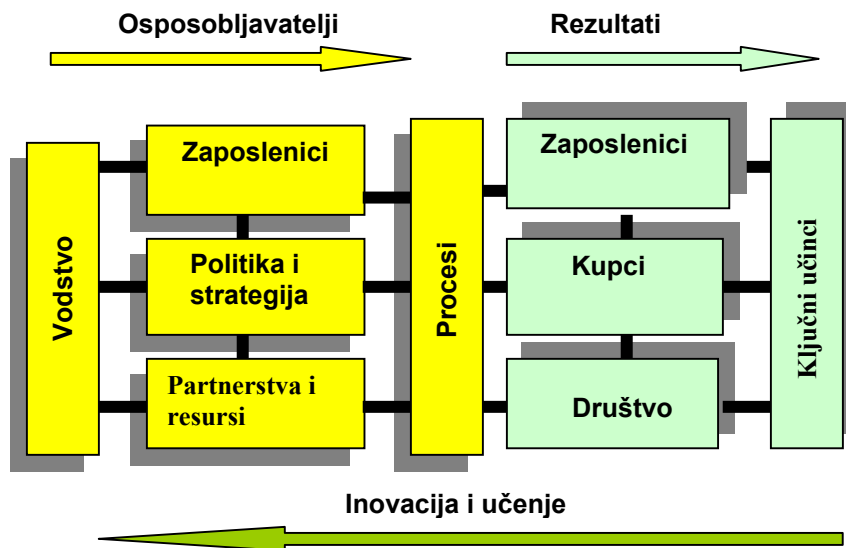 Osposobljavatelji
Rezultati
Vodstvo
Zaposlenici
Politika i
strategija
Partnerstva i
resursi
Procesi
Zaposlenici
Kupci
Društvo
Ključni učinci
Inovacija i učenje